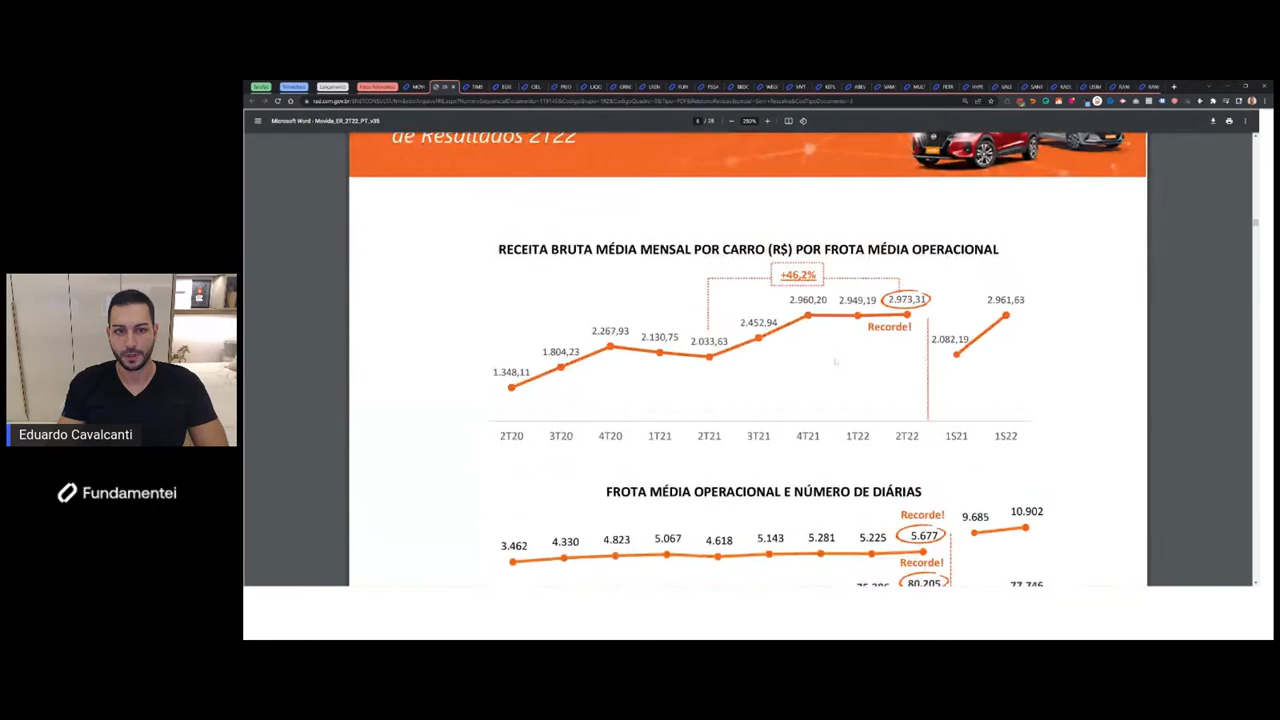 Microsoft Word - Movida_ER_2T22_PT_v35
6 / 28
250%
de Resultados 2T22
RECEITA BRUTA MÉDIA MENSAL POR CARRO (R$) POR FROTA MÉDIA OPERACIONAL
+46,2%
1.348,11
1.804,23
2.267,93
2.130,75
2.033,63
2.452,94
2.960,20
2.949,19
2.973,31
Recorde!
2.082,19
2.961,63
2T20 3T20 4T20 1T21 2T21 3T21 4T21 1T22 2T22 1S21 1S22
FROTA MÉDIA OPERACIONAL E NÚMERO DE DIÁRIAS
Recorde!
3.462 4.330 4.823 5.067 4.618 5.143 5.281 5.225 5.677 9.685 10.902
Recorde!
80.205
77.746
Eduardo Cavalcanti
Fundamentei